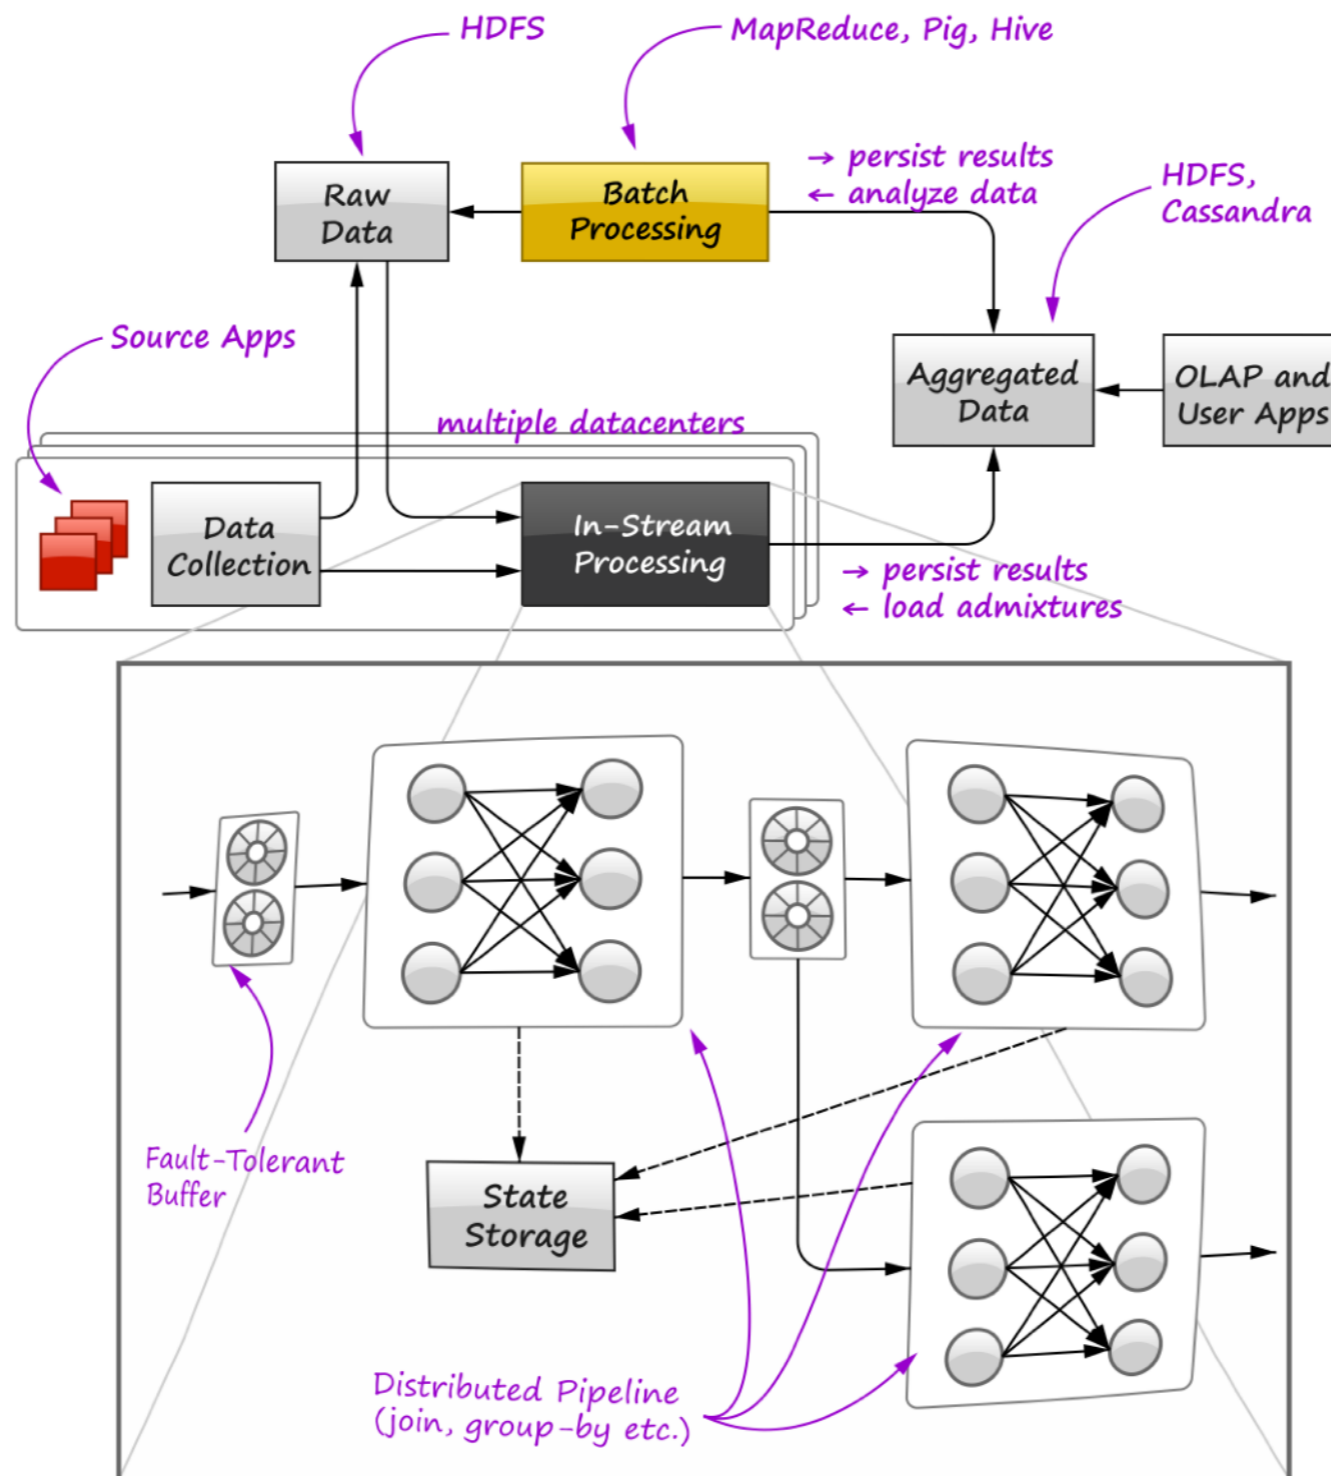 HDFS
MapReduce, Pig, Hive
Raw
Data
Batch
Processing
→ persist results
← analyze data
HDFS,
Cassandra
Source Apps
Aggregated
Data
OLAP and
User Apps
multiple datacenters
Data
Collection
In-Stream
Processing
→ persist results
← load admixtures
Fault-Tolerant
Buffer
State
Storage
Distributed Pipeline
(join, group-by etc.)